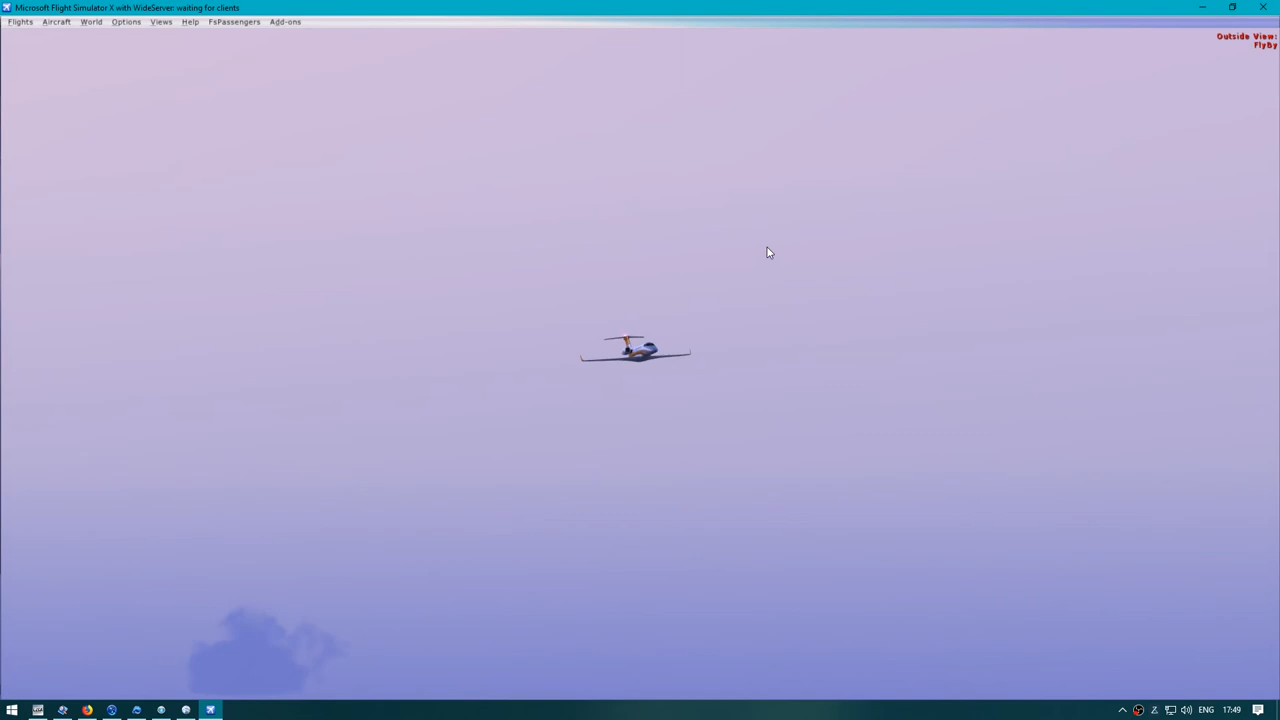 Microsoft Flight Simulator X with WideServer: waiting for clients
Flights Aircraft World Options Views Help FsPassengers Add-ons
Outside View:
FlyBy
ENG 17:49